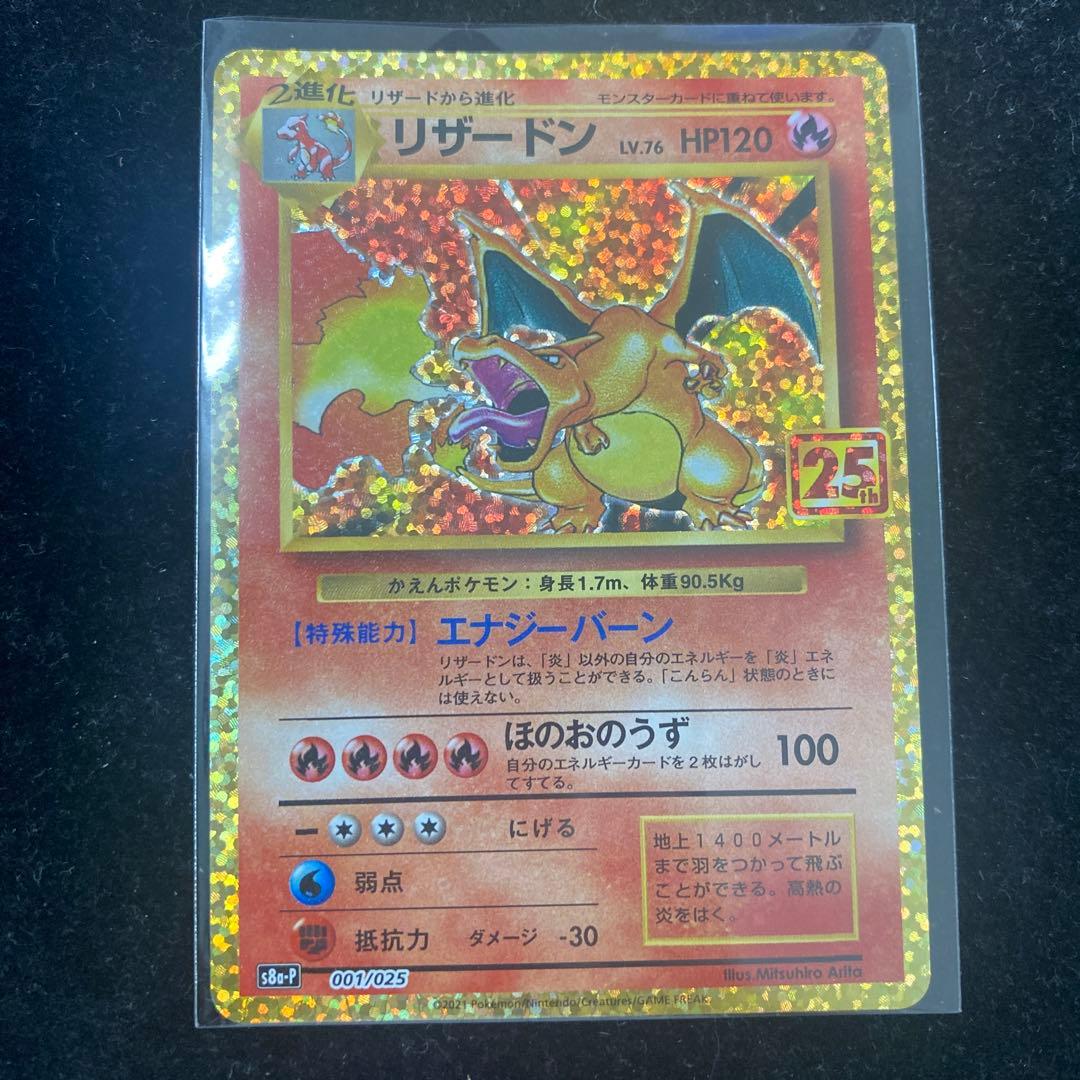 2進化 リザードから進化 モンスターカードに重ねて使います。
リザードン LV.76 HP120
25th
かえんポケモン：身長1.7m、体重90.5Kg
【特殊能力】 エナジーバーン
リザードンは、「炎」以外の自分のエネルギーを「炎」エネ
ルギーとして扱うことができる。「こんらん」状態のときに
は使えない。
ほのおのうず 100
自分のエネルギーカードを２枚はがし
てすてる。
ー にげる
弱点
抵抗力 ダメージ -30
地上１４００メートル
まで羽をつかって飛ぶ
ことができる。高熱の
炎をはく。
Illus.Mitsuhiro Arita
s8a-P 001/025
©2021 Pokémon/Nintendo/Creatures/GAME FREAK.